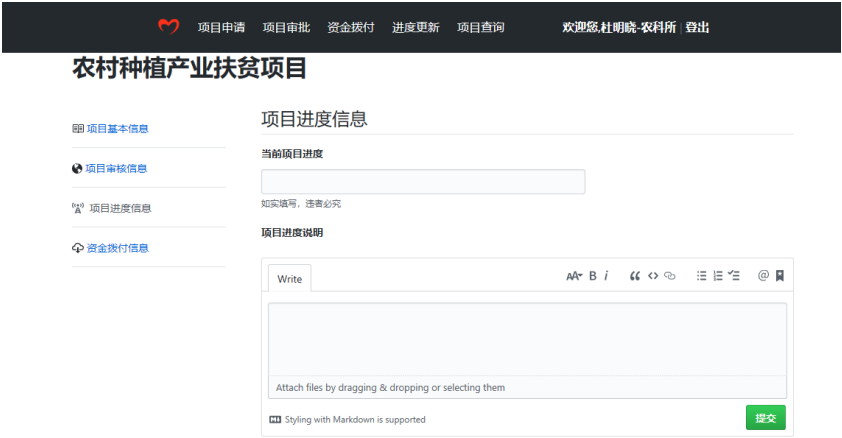 项目申请 项目审批 资金拨付 进度更新 项目查询 欢迎您,杜明晓-农科所 | 登出
农村种植产业扶贫项目
项目基本信息
项目审核信息
项目进度信息
资金拨付信息
项目进度信息
当前项目进度
如实填写，违者必究
项目进度说明
Write
AA B i “ <> @
Attach files by dragging & dropping or selecting them
Styling with Markdown is supported
提交